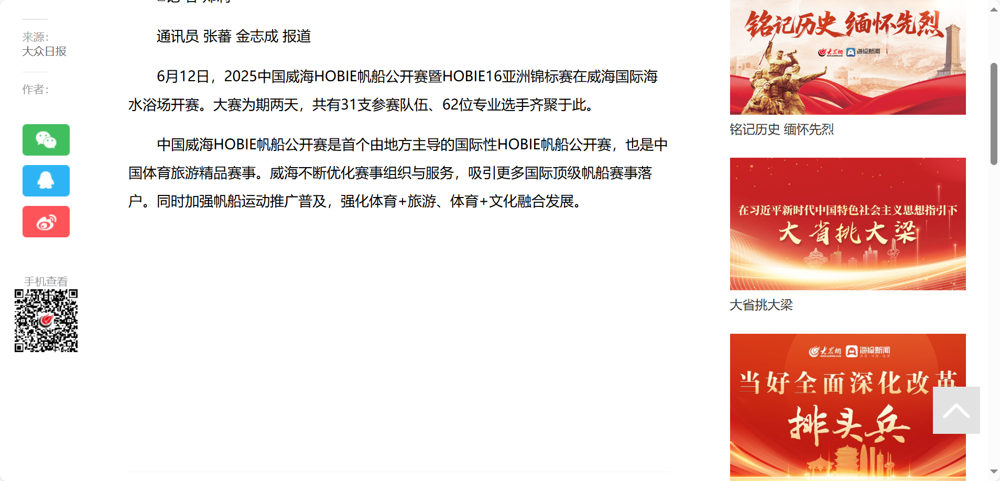 来源：
大众日报
作者：
手机查看
通讯员 张蕃 金志成 报道
6月12日，2025中国威海HOBIE帆船公开赛暨HOBIE16亚洲锦标赛在威海国际海
水浴场开赛。大赛为期两天，共有31支参赛队伍、62位专业选手齐聚于此。
中国威海HOBIE帆船公开赛是首个由地方主导的国际性HOBIE帆船公开赛，也是中
国体育旅游精品赛事。威海不断优化赛事组织与服务，吸引更多国际顶级帆船赛事落
户。同时加强帆船运动推广普及，强化体育+旅游、体育+文化融合发展。
铭记历史 缅怀先烈
大众网 海报新闻
铭记历史 缅怀先烈
在习近平新时代中国特色社会主义思想指引下
大省挑大梁
大省挑大梁
大众网 海报新闻
当好全面深化改革
排头兵